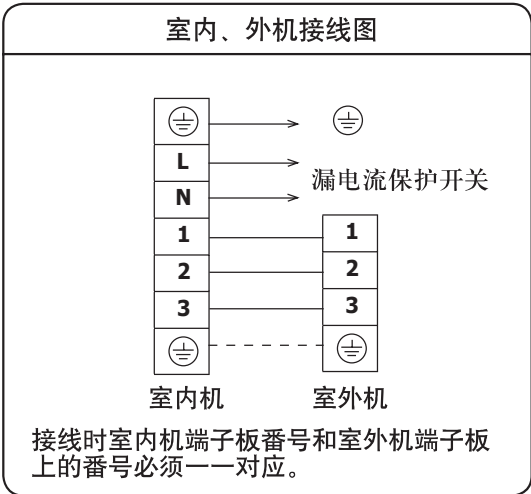 室内、外机接线图
L
N
漏电流保护开关
1 1
2 2
3 3
室内机 室外机
接线时室内机端子板番号和室外机端子板
上的番号必须一一对应。